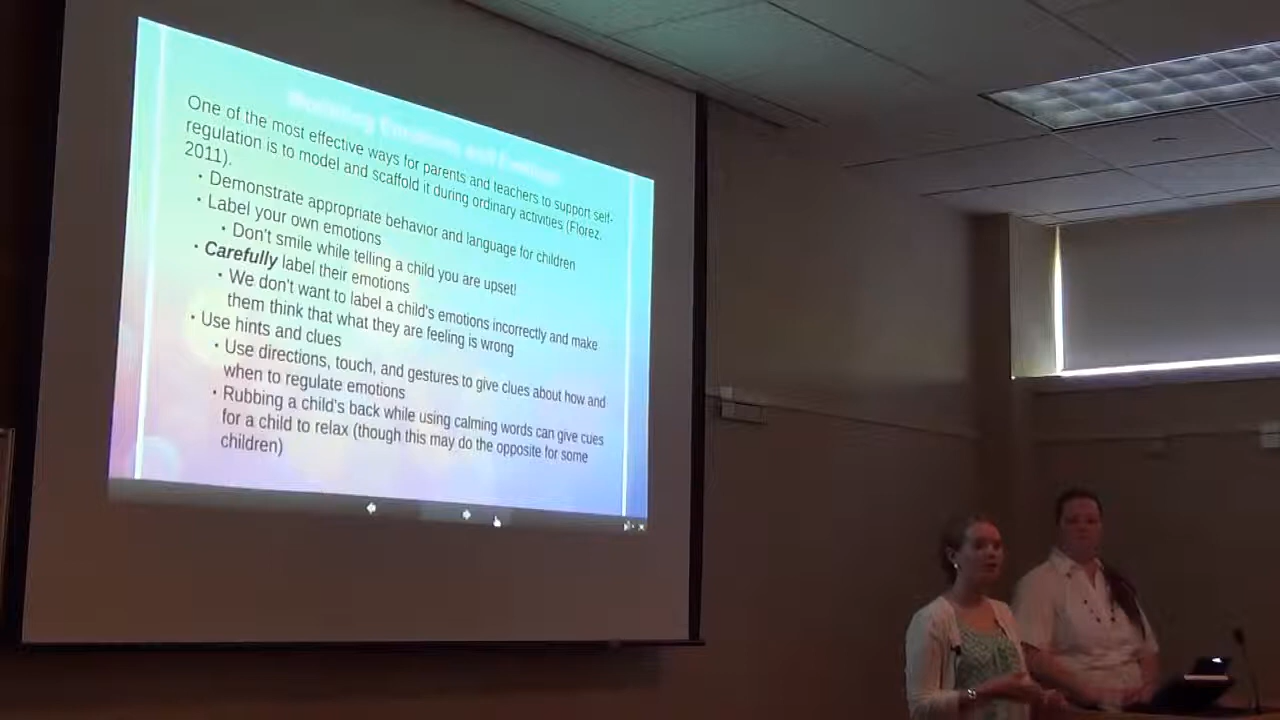 One of the most effective ways for parents and teachers to support self-
regulation is to model and scaffold it during ordinary activities (Florez,
2011).
• Demonstrate appropriate behavior and language for children
• Label your own emotions
• Don't smile while telling a child you are upset!
• Carefully label their emotions
• We don't want to label a child's emotions incorrectly and make
them think that what they are feeling is wrong
• Use hints and clues
• Use directions, touch, and gestures to give clues about how and
when to regulate emotions
• Rubbing a child's back while using calming words can give cues
for a child to relax (though this may do the opposite for some
children)